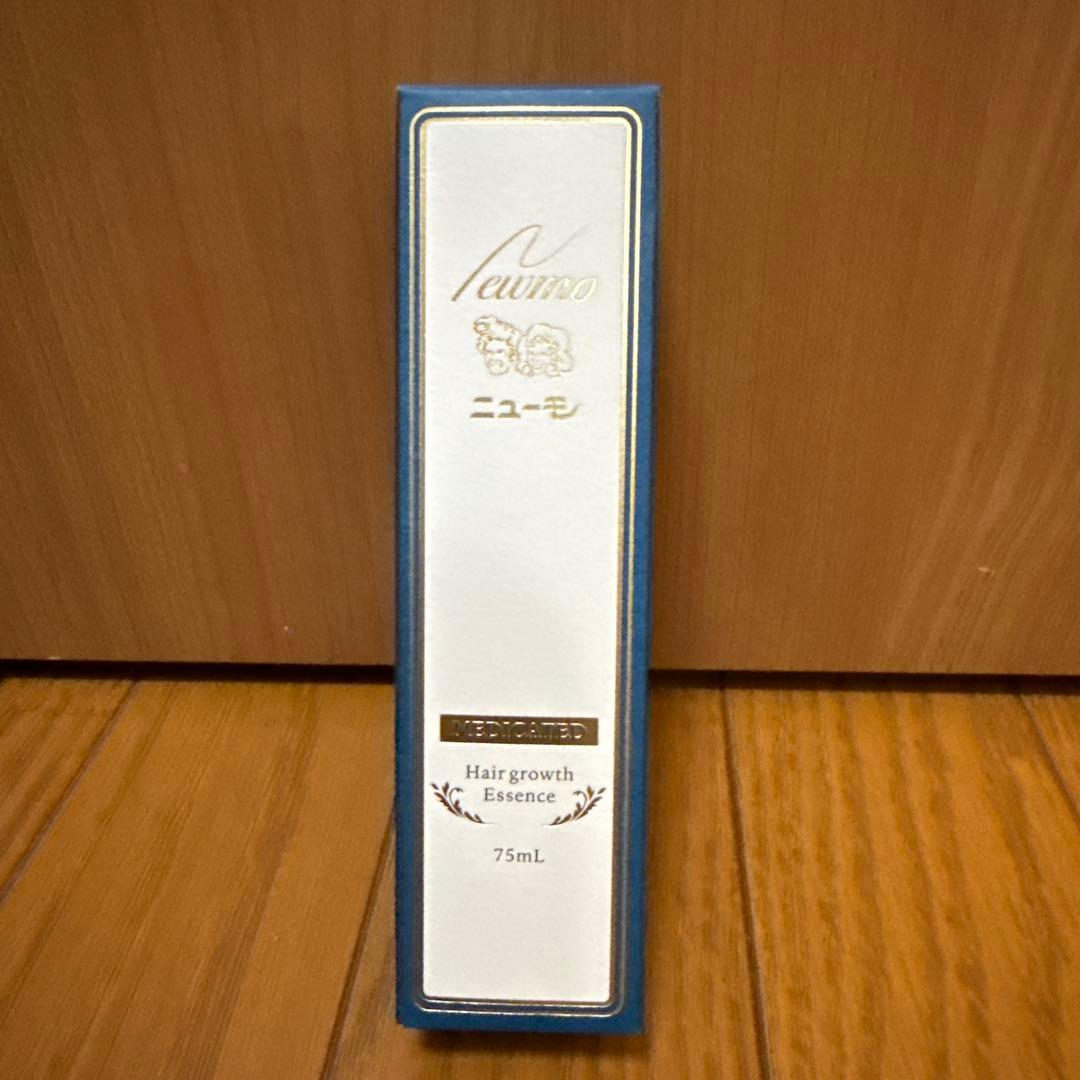 Newmo
ニューモ
MEDICATED
Hair growth
Essence
75mL